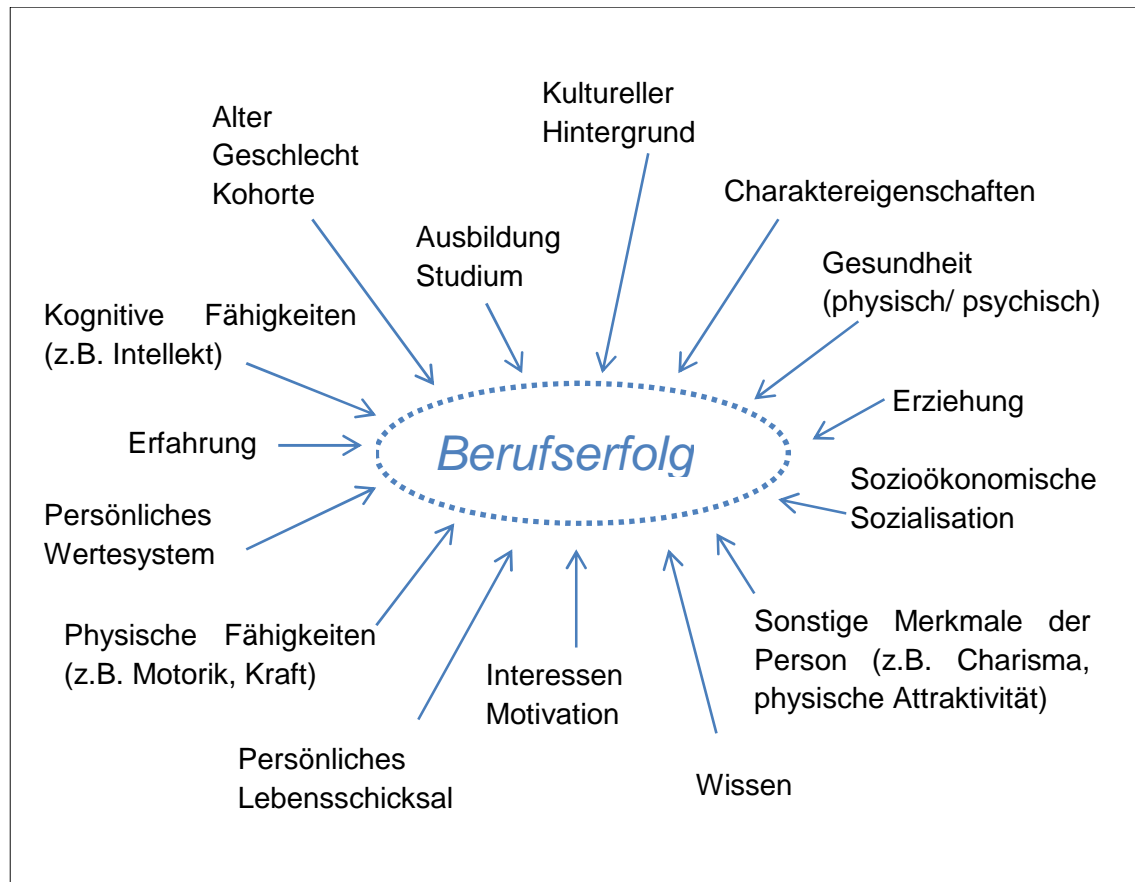 Kultureller
Hintergrund
Alter
Geschlecht
Kohorte
Charaktereigenschaften
Ausbildung
Studium
Gesundheit
(physisch/ psychisch)
Kognitive Fähigkeiten
(z.B. Intellekt)
Erziehung
Erfahrung
Berufserfolg
Sozioökonomische
Sozialisation
Persönliches
Wertesystem
Physische Fähigkeiten
(z.B. Motorik, Kraft)
Sonstige Merkmale der
Person (z.B. Charisma,
physische Attraktivität)
Interessen
Motivation
Persönliches
Lebensschicksal
Wissen